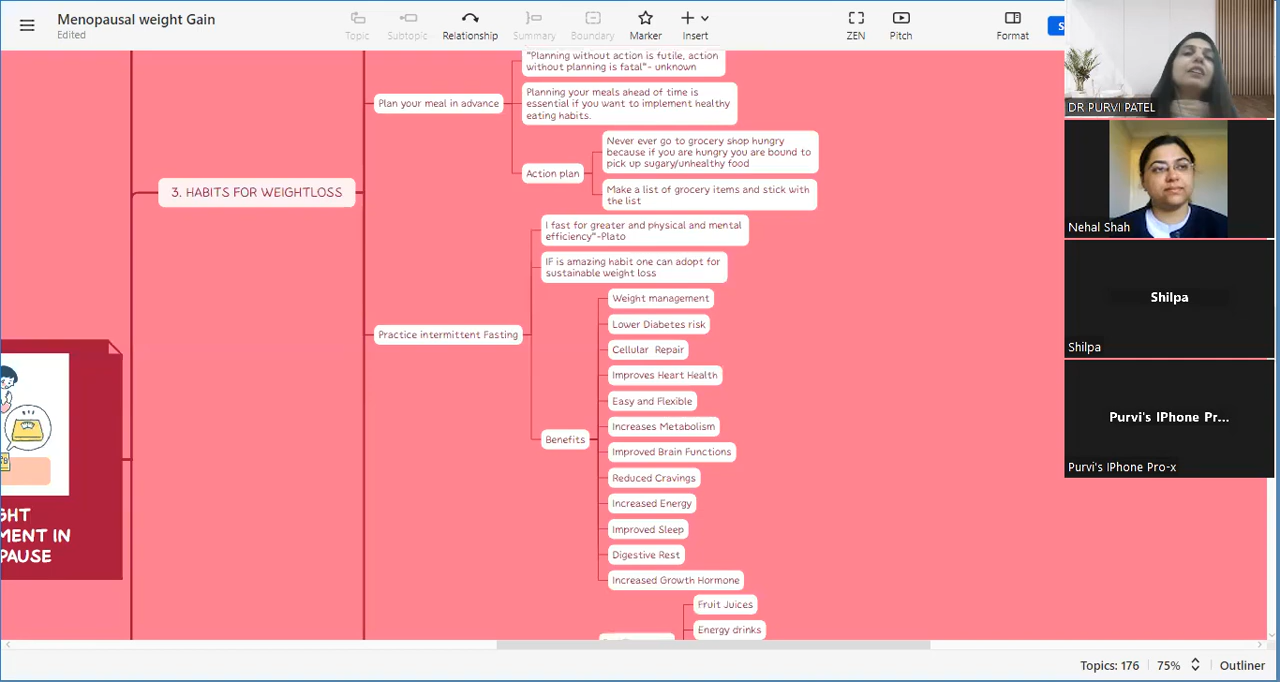 Menopausal weight Gain
Edited
Topic
Subtopic
Relationship
Summary
Boundary
Marker
Insert
ZEN
Pitch
Format
S
"Planning without action is futile, action
without planning is fatal"- unknown
Plan your meal in advance
Planning your meals ahead of time is
essential if you want to implement healthy
eating habits.
Action plan
Never ever go to grocery shop hungry
because if you are hungry you are bound to
pick up sugary/unhealthy food
Make a list of grocery items and stick with
the list
3. HABITS FOR WEIGHTLOSS
I fast for greater and physical and mental
efficiency"-Plato
IF is amazing habit one can adopt for
sustainable weight loss
Practice intermittent Fasting
Benefits
Weight management
Lower Diabetes risk
Cellular Repair
Improves Heart Health
Easy and Flexible
Increases Metabolism
Improved Brain Functions
Reduced Cravings
Increased Energy
Improved Sleep
Digestive Rest
Increased Growth Hormone
Fruit Juices
Energy drinks
GHT
MENT IN
PAUSE
DR PURVI PATEL
Nehal Shah
Shilpa
Shilpa
Purvi's IPhone Pr...
Purvi's IPhone Pro-x
Topics: 176
75%
Outliner